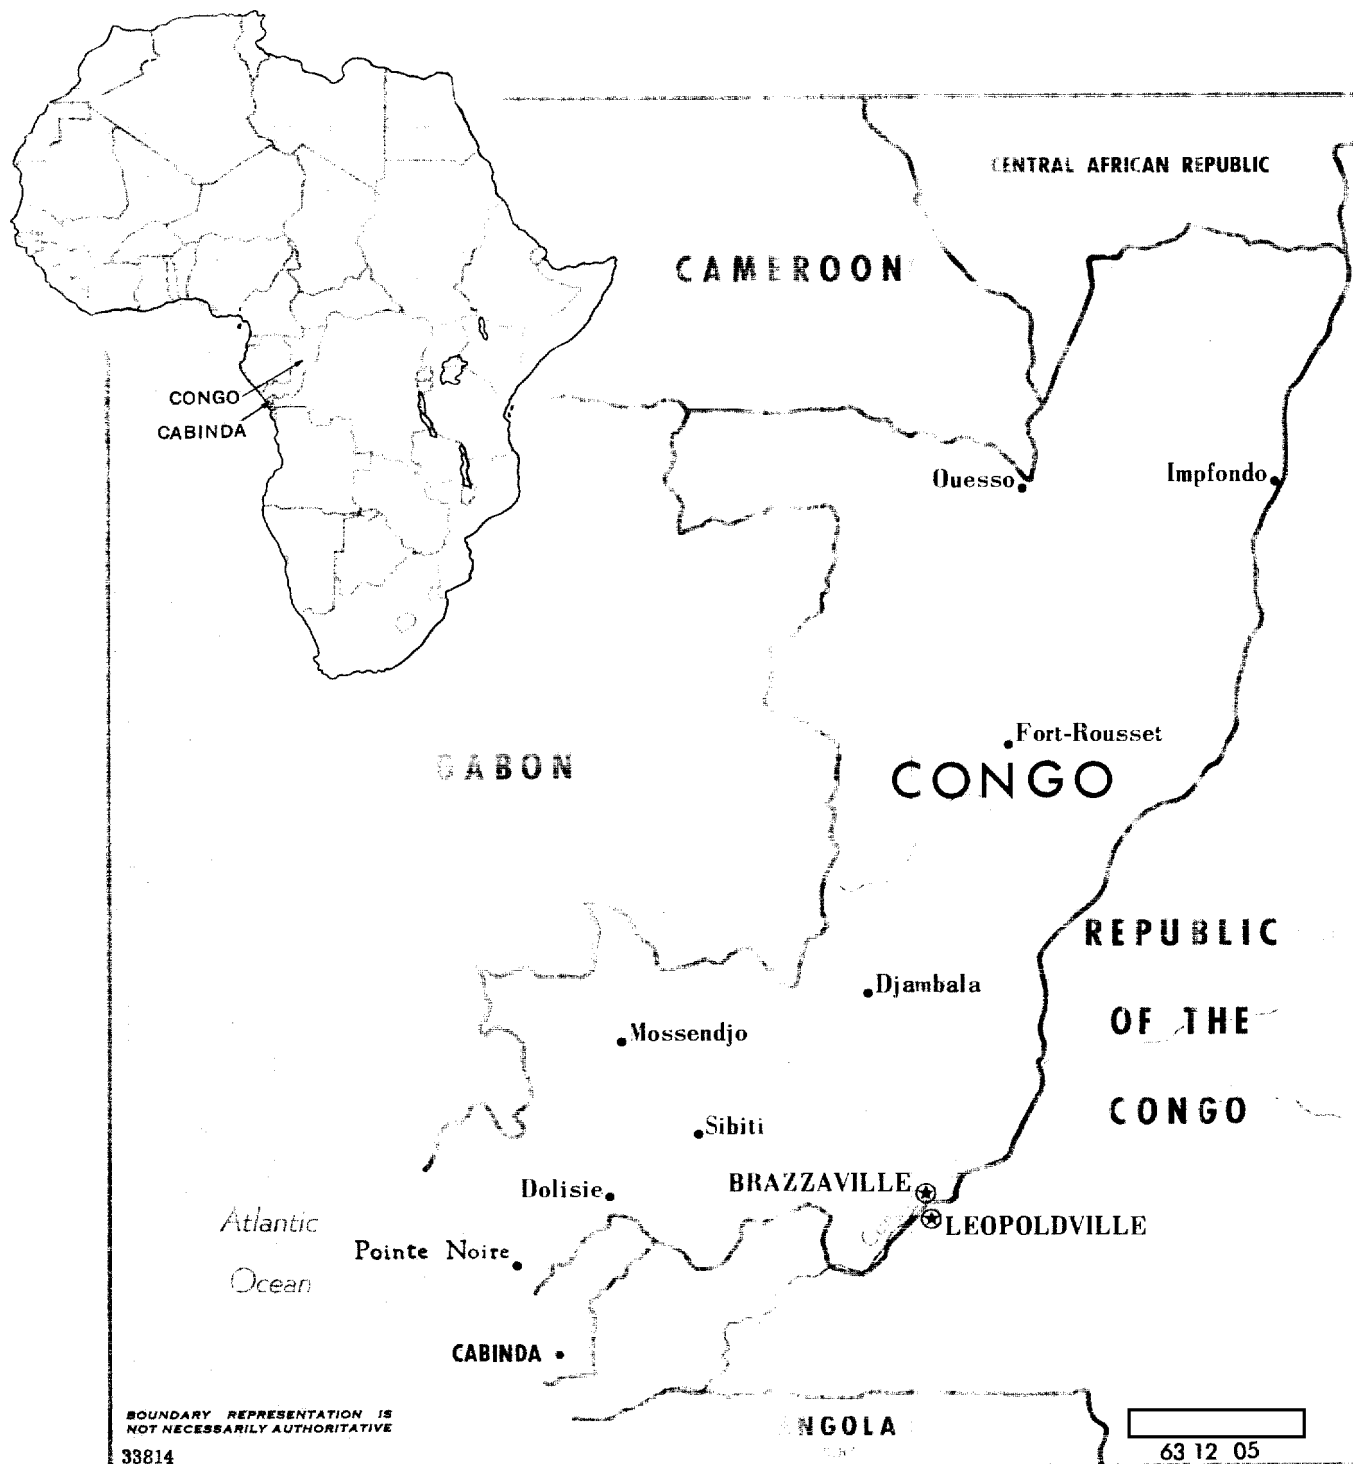 CENTRAL AFRICAN REPUBLIC
CAMEROON
CONGO
CABINDA
Ouesso
Impfondo
Fort-Rousset
GABON
CONGO
REPUBLIC
OF THE
CONGO
Djambala
Mossendjo
Sibiti
BRAZZAVILLE
Dolisie
LEOPOLDVILLE
Atlantic
Ocean
Pointe Noire
CABINDA
BOUNDARY REPRESENTATION IS
NOT NECESSARILY AUTHORITATIVE
33814
NGOLA
63 12 05